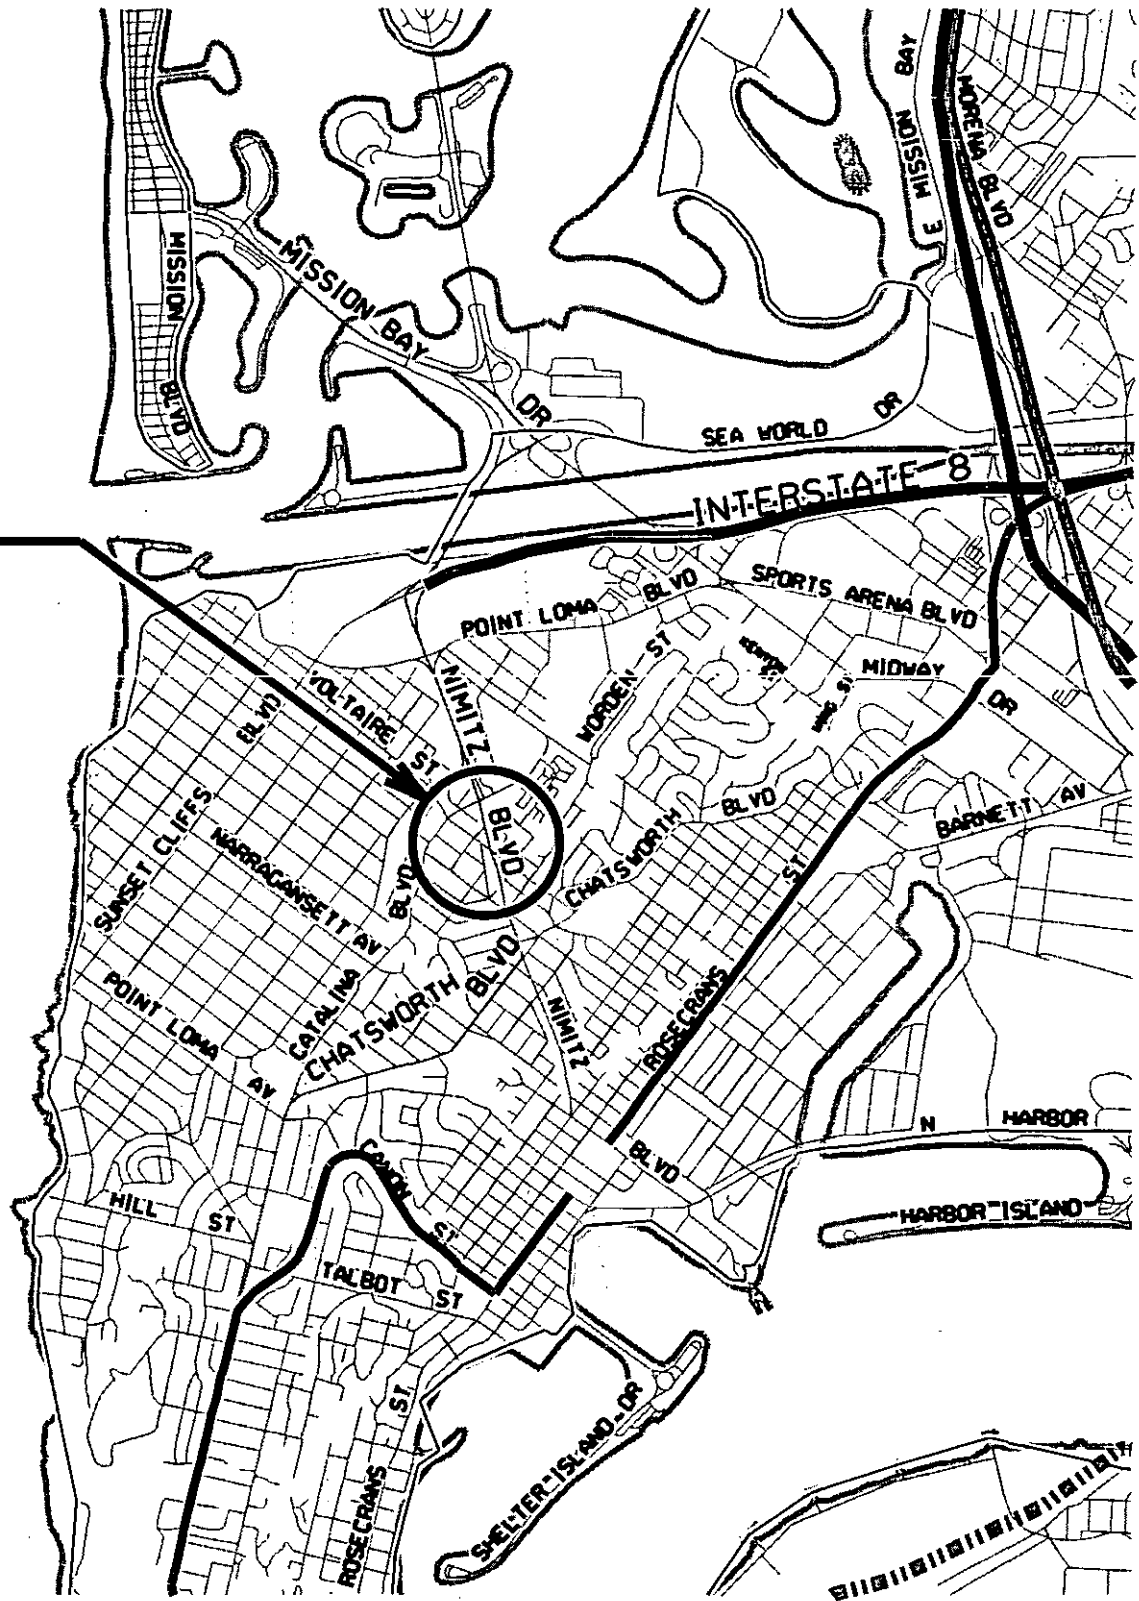 E MISSION BAY
MORENA BLVD
MISSION BLVD
MISSION BAY DR
SEA WORLD DR
INTERSTATE 8
POINT LOMA BLVD
SPORTS ARENA BLVD
NIMITZ BLVD
WORDEN ST
MIDWAY DR
VOLTAIRE ST
SUNSET CLIFFS BLVD
NARRAGANSETT AV
CHATSWORTH BLVD
BARNETT AV
CATALINA BLVD
CHATSWORTH BLVD
POINT LOMA AV
NIMITZ BLVD
ROSECRANS ST
N HARBOR
HARBOR ISLAND
CANON ST
HILL ST
TALBOT ST
SHELTER ISLAND DR
ROSECRANS ST